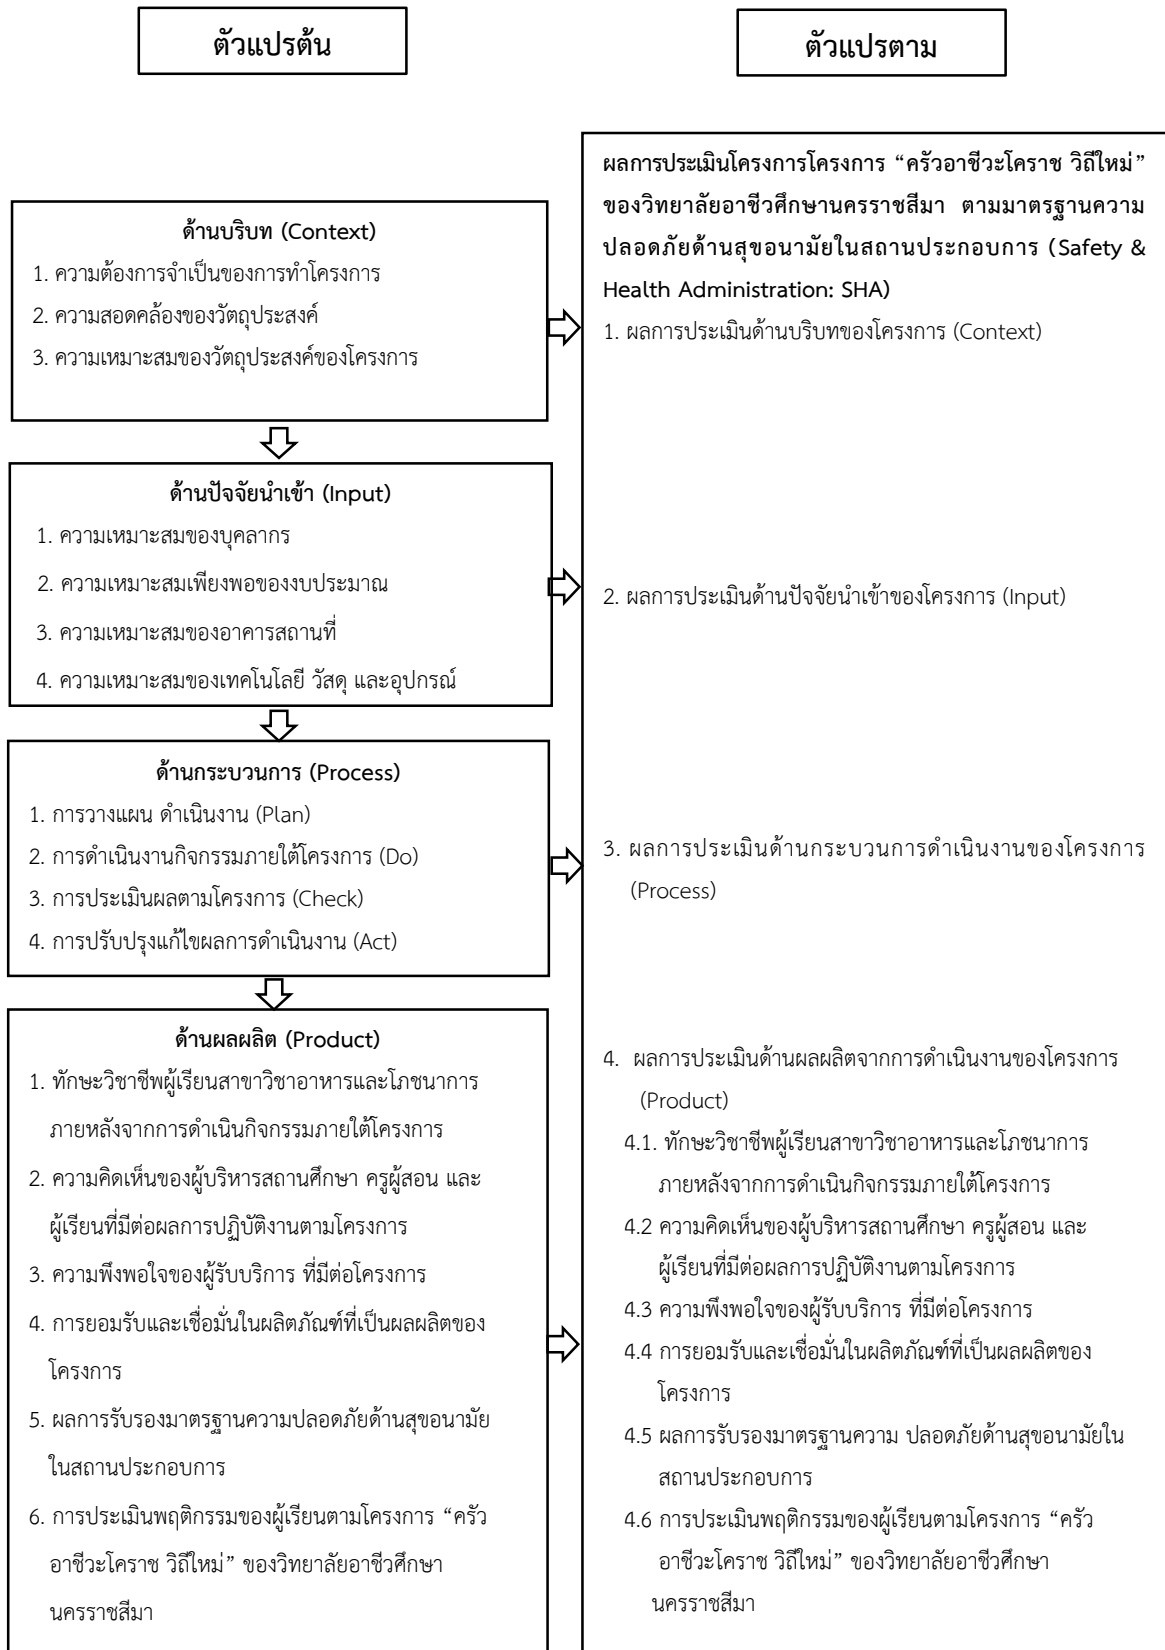 ตัวแปรต้น
ตัวแปรตาม
ด้านบริบท (Context)
1. ความต้องการจำเป็นของการทำโครงการ
2. ความสอดคล้องของวัตถุประสงค์
3. ความเหมาะสมของวัตถุประสงค์ของโครงการ
ด้านปัจจัยนำเข้า (Input)
1. ความเหมาะสมของบุคลากร
2. ความเหมาะสมเพียงพอของงบประมาณ
3. ความเหมาะสมของอาคารสถานที่
4. ความเหมาะสมของเทคโนโลยี วัสดุ และอุปกรณ์
ด้านกระบวนการ (Process)
1. การวางแผน ดำเนินงาน (Plan)
2. การดำเนินงานกิจกรรมภายใต้โครงการ (Do)
3. การประเมินผลตามโครงการ (Check)
4. การปรับปรุงแก้ไขผลการดำเนินงาน (Act)
ด้านผลผลิต (Product)
1. ทักษะวิชาชีพผู้เรียนสาขาวิชาอาหารและโภชนาการ
ภายหลังจากการดำเนินกิจกรรมภายใต้โครงการ
2. ความคิดเห็นของผู้บริหารสถานศึกษา ครูผู้สอน และ
ผู้เรียนที่มีต่อผลการปฏิบัติงานตามโครงการ
3. ความพึงพอใจของผู้รับบริการ ที่มีต่อโครงการ
4. การยอมรับและเชื่อมั่นในผลิตภัณฑ์ที่เป็นผลผลิตของ
โครงการ
5. ผลการรับรองมาตรฐานความปลอดภัยด้านสุขอนามัย
ในสถานประกอบการ
6. การประเมินพฤติกรรมของผู้เรียนตามโครงการ “ครัว
อาชีวะโคราช วิถีใหม่” ของวิทยาลัยอาชีวศึกษา
นครราชสีมา
ผลการประเมินโครงการโครงการ “ครัวอาชีวะโคราช วิถีใหม่”
ของวิทยาลัยอาชีวศึกษานครราชสีมา ตามมาตรฐานความ
ปลอดภัยด้านสุขอนามัยในสถานประกอบการ (Safety &
Health Administration: SHA)
1. ผลการประเมินด้านบริบทของโครงการ (Context)
2. ผลการประเมินด้านปัจจัยนำเข้าของโครงการ (Input)
3. ผลการประเมินด้านกระบวนการดำเนินงานของโครงการ
(Process)
4. ผลการประเมินด้านผลผลิตจากการดำเนินงานของโครงการ
(Product)
4.1. ทักษะวิชาชีพผู้เรียนสาขาวิชาอาหารและโภชนาการ
ภายหลังจากการดำเนินกิจกรรมภายใต้โครงการ
4.2 ความคิดเห็นของผู้บริหารสถานศึกษา ครูผู้สอน และ
ผู้เรียนที่มีต่อผลการปฏิบัติงานตามโครงการ
4.3 ความพึงพอใจของผู้รับบริการ ที่มีต่อโครงการ
4.4 การยอมรับและเชื่อมั่นในผลิตภัณฑ์ที่เป็นผลผลิตของ
โครงการ
4.5 ผลการรับรองมาตรฐานความ ปลอดภัยด้านสุขอนามัยใน
สถานประกอบการ
4.6 การประเมินพฤติกรรมของผู้เรียนตามโครงการ “ครัว
อาชีวะโคราช วิถีใหม่” ของวิทยาลัยอาชีวศึกษา
นครราชสีมา